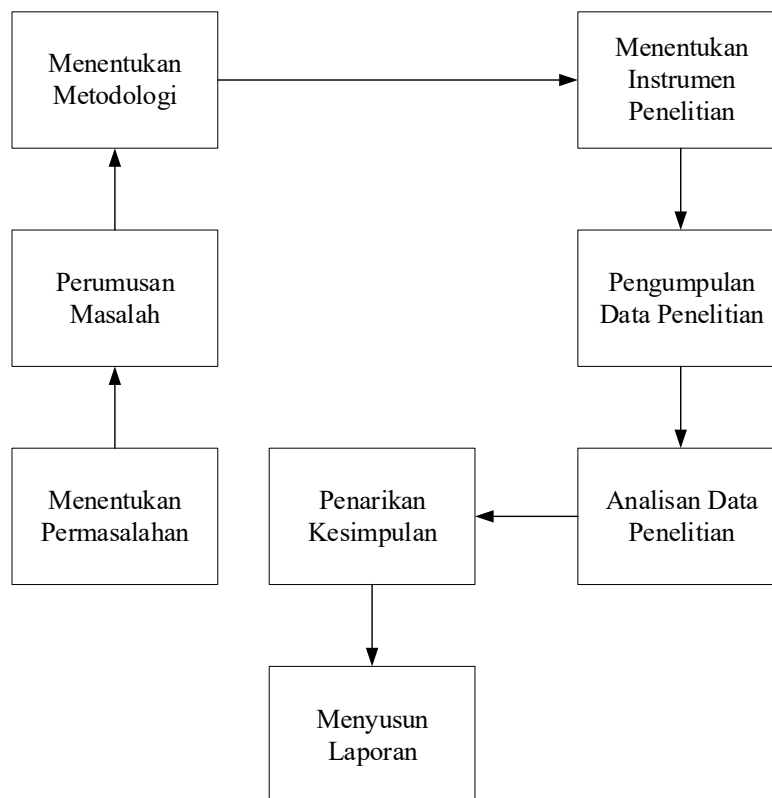 Menentukan
Metodologi
Menentukan
Instrumen
Penelitian
Perumusan
Masalah
Pengumpulan
Data Penelitian
Menentukan
Permasalahan
Penarikan
Kesimpulan
Analisan Data
Penelitian
Menyusun
Laporan